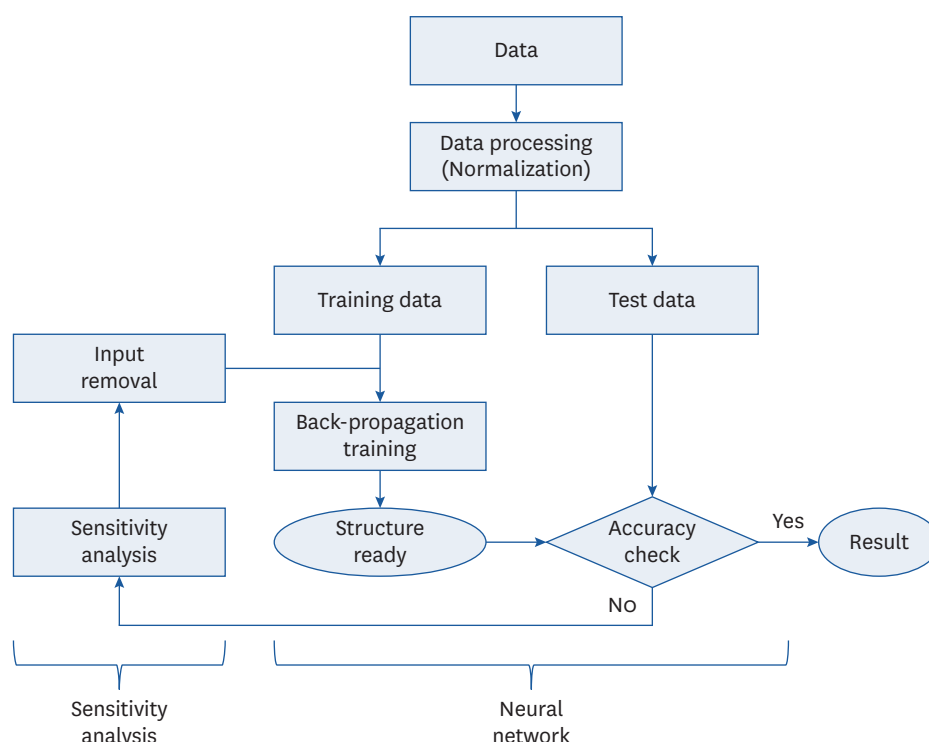 Data
Data processing
(Normalization)
Training data
Test data
Input
removal
Back-propagation
training
Sensitivity
analysis
Structure
ready
Accuracy
check
Yes
Result
No
Sensitivity
analysis
Neural
network